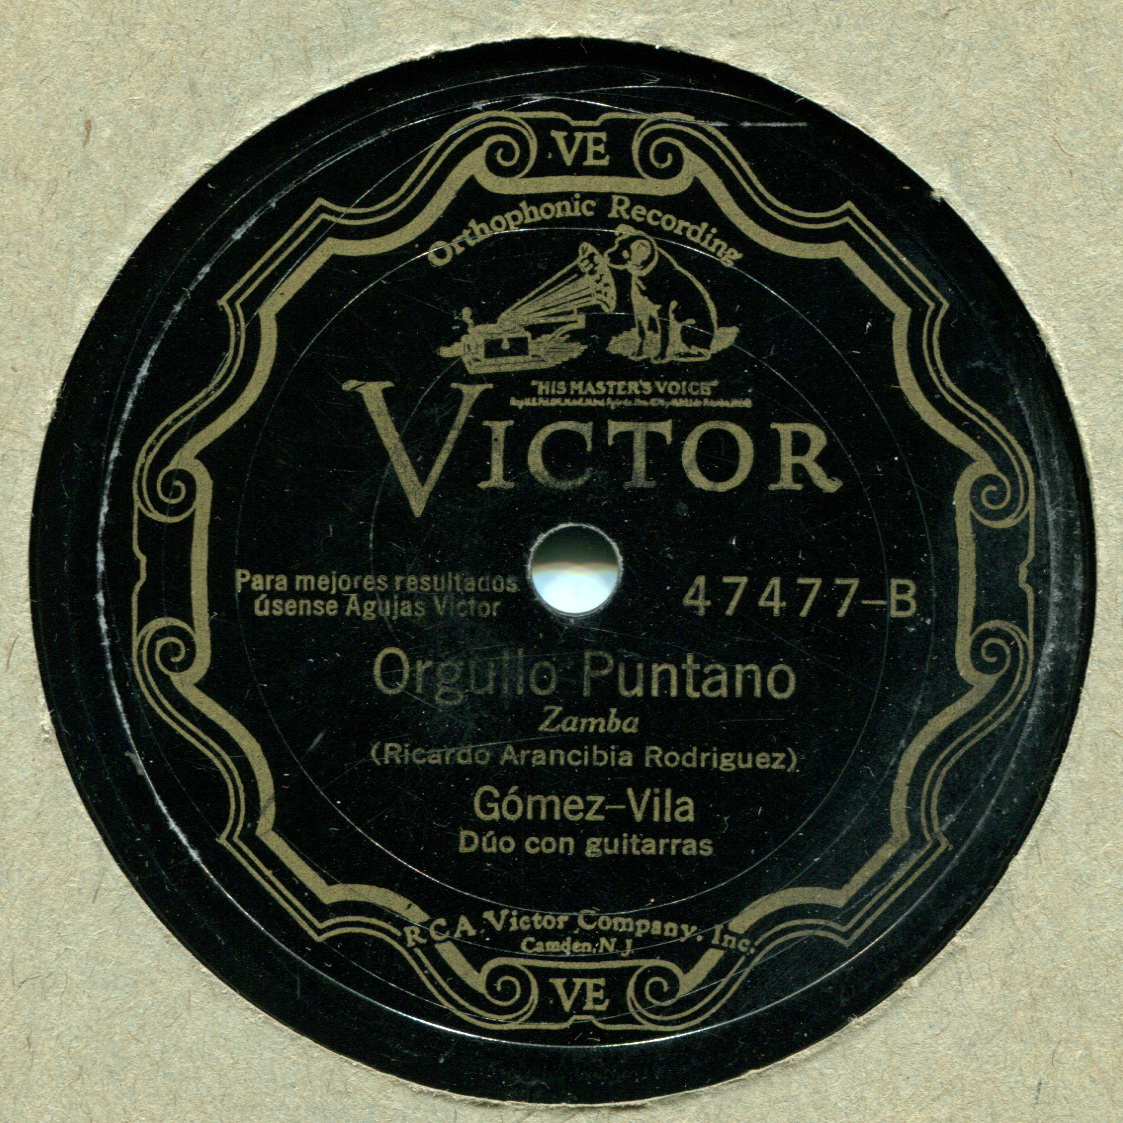 VE
Orthophonic Recording
"HIS MASTER'S VOICE"
VICTOR
Para mejores resultados
úsense Agujas Victor
47477-B
Orgullo Puntano
Zamba
(Ricardo Arancibia Rodriguez)
Gómez-Vila
Dúo con guitarras
RCA Victor Company, Inc.
Camden, N.J.
VE